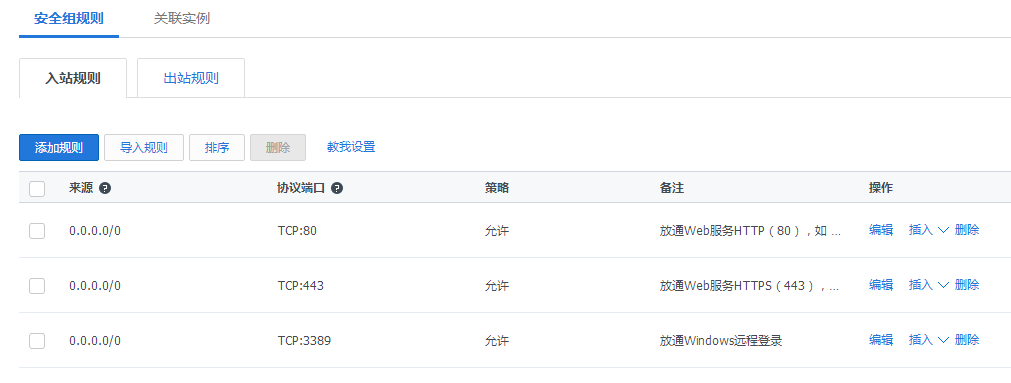 安全组规则 关联实例
入站规则 出站规则
添加规则 导入规则 排序 删除 教我设置
来源 ? 协议端口 ? 策略 备注 操作
0.0.0.0/0 TCP:80 允许 放通Web服务HTTP（80），如 ... 编辑 插入 删除
0.0.0.0/0 TCP:443 允许 放通Web服务HTTPS（443），... 编辑 插入 删除
0.0.0.0/0 TCP:3389 允许 放通Windows远程登录 编辑 插入 删除